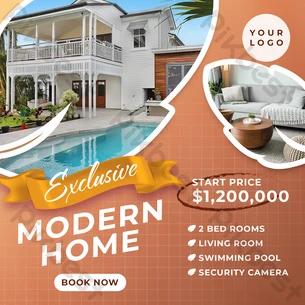 YOUR
LOGO
Exclusive
MODERN
HOME
BOOK NOW
START PRICE
$1,200,000
2 BED ROOMS
LIVING ROOM
SWIMMING POOL
SECURITY CAMERA